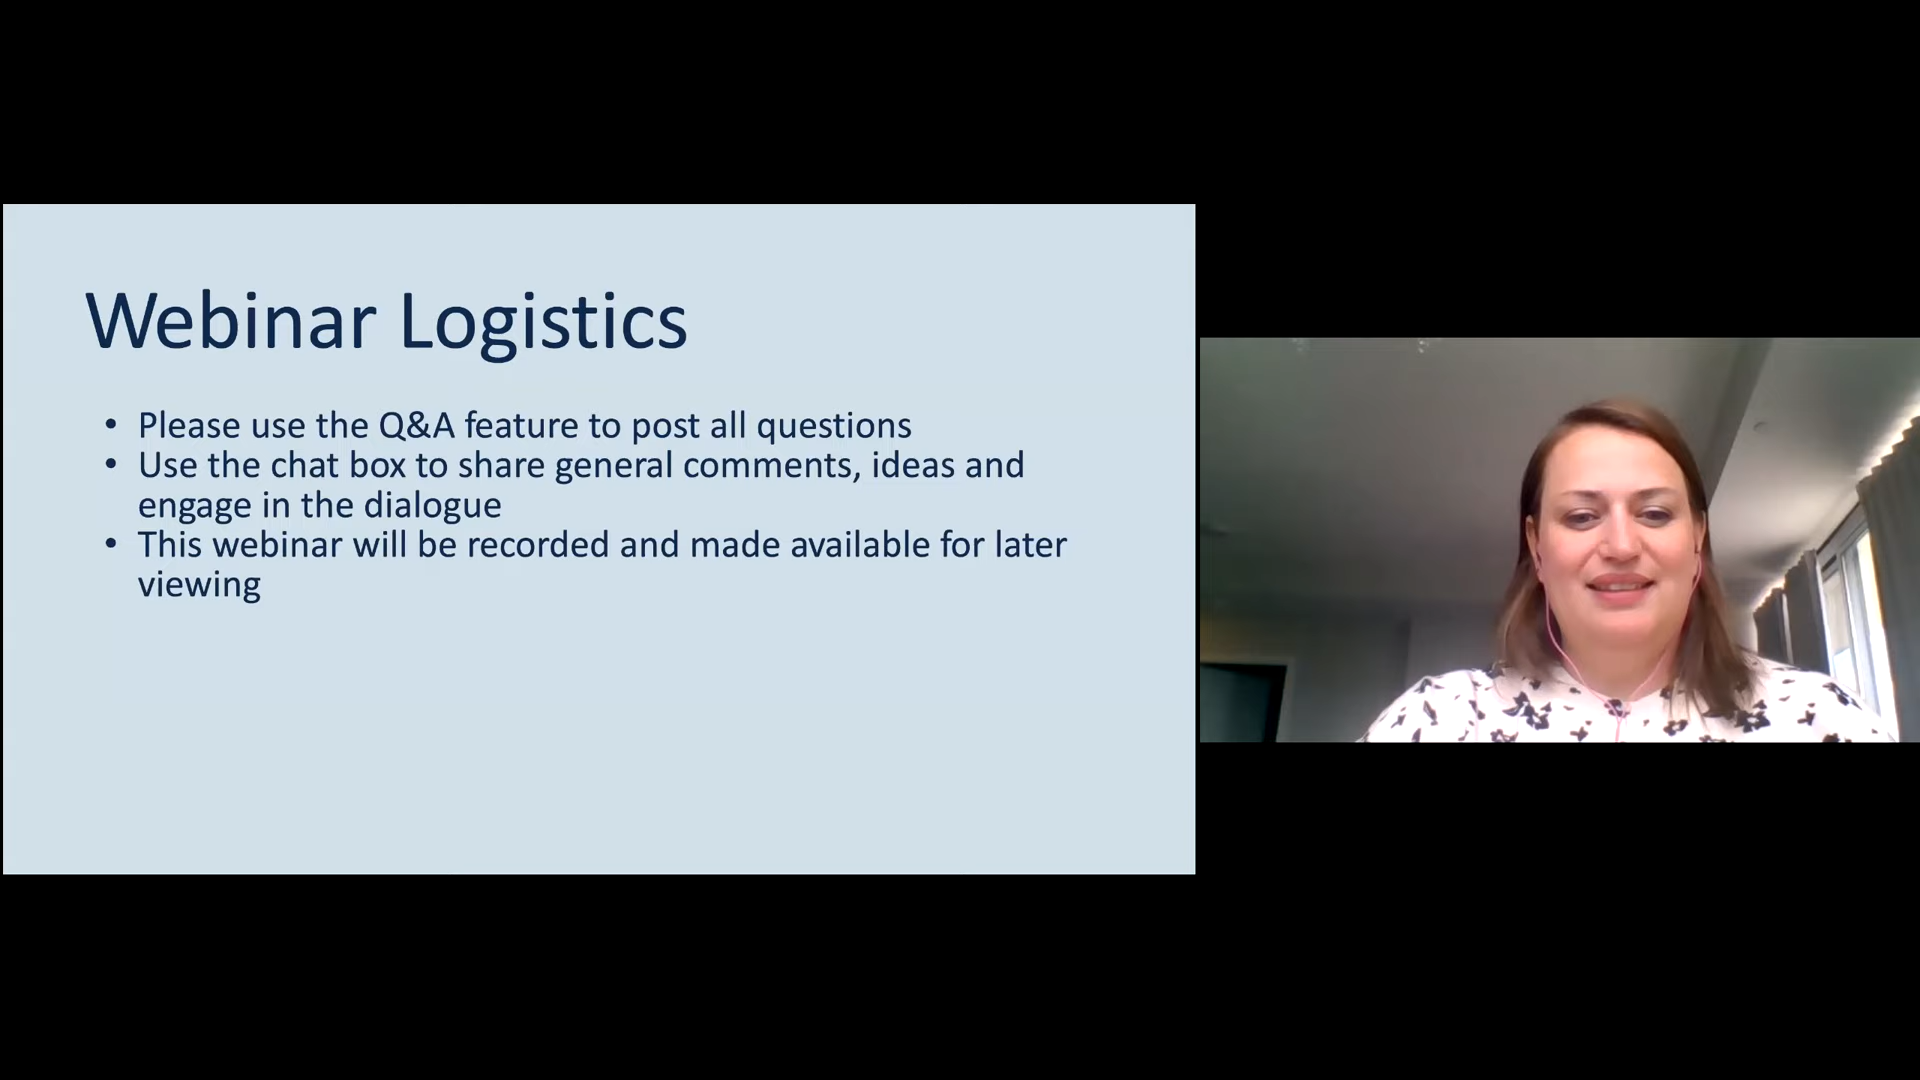 Webinar Logistics
• Please use the Q&A feature to post all questions
• Use the chat box to share general comments, ideas and
engage in the dialogue
• This webinar will be recorded and made available for later
viewing